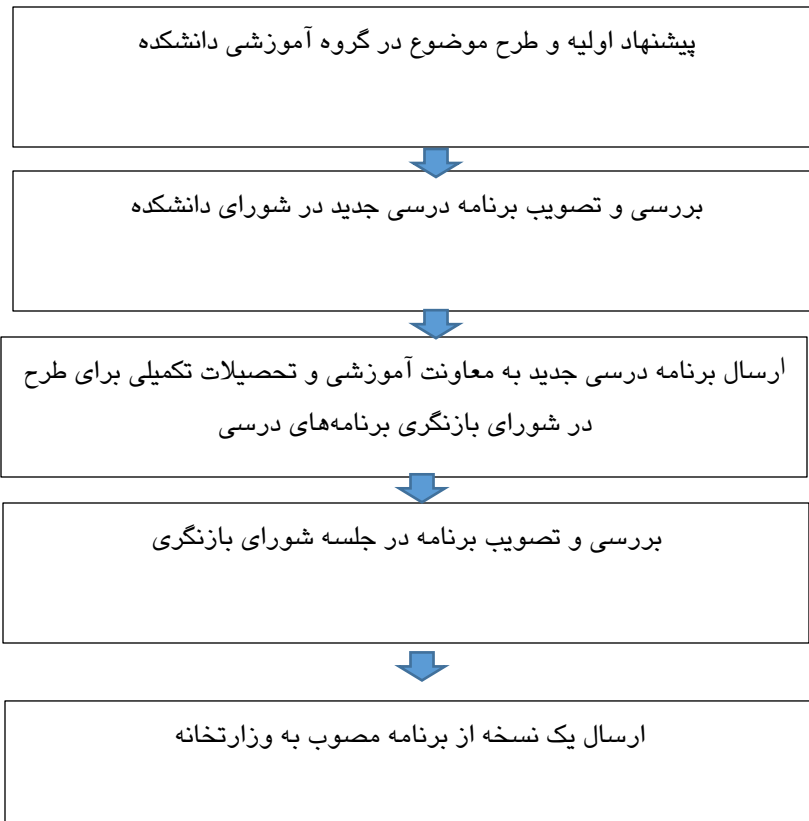 پیشنهاد اولیه و طرح موضوع در گروه آموزشی دانشکده
بررسی و تصویب برنامه درسی جدید در شورای دانشکده
ارسال برنامه درسی جدید به معاونت آموزشی و تحصیلات تکمیلی برای طرح
در شورای بازنگری برنامه‌های درسی
بررسی و تصویب برنامه در جلسه شورای بازنگری
ارسال یک نسخه از برنامه مصوب به وزارتخانه